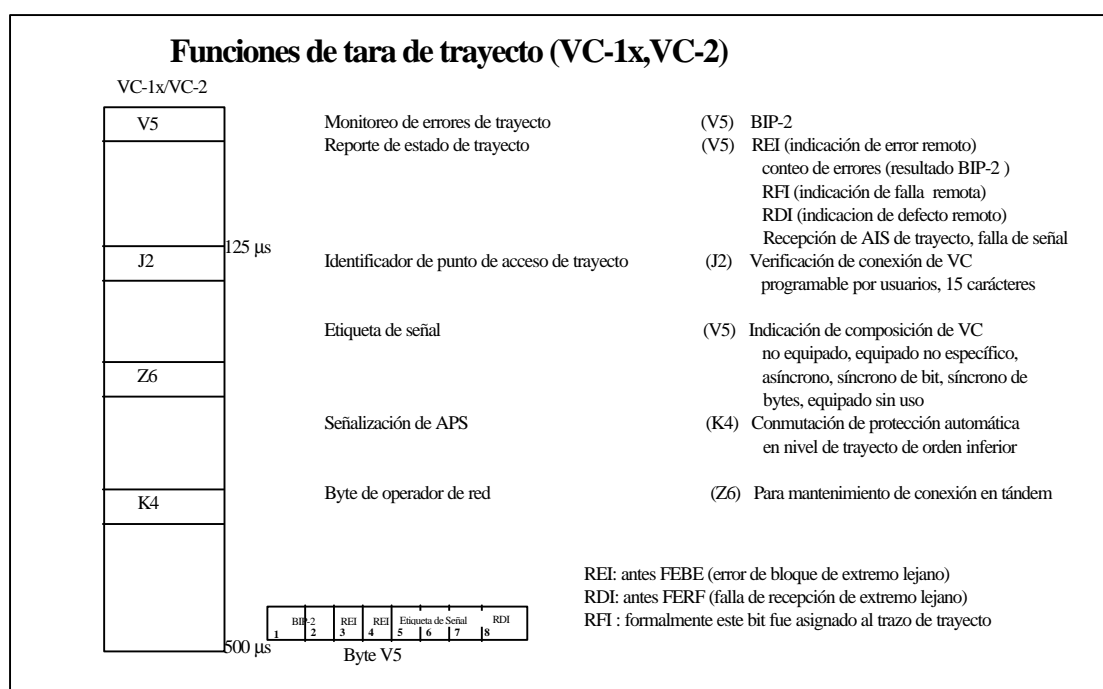 Funciones de tara de trayecto (VC-1x,VC-2)
VC-1x/VC-2
V5
Monitoreo de errores de trayecto (V5) BIP-2
Reporte de estado de trayecto (V5) REI (indicación de error remoto)
conteo de errores (resultado BIP-2 )
RFI (indicación de falla remota)
RDI (indicacion de defecto remoto)
Recepción de AIS de trayecto, falla de señal
125 μs
J2
Identificador de punto de acceso de trayecto (J2) Verificación de conexión de VC
programable por usuarios, 15 carácteres
Etiqueta de señal (V5) Indicación de composición de VC
no equipado, equipado no específico,
asíncrono, síncrono de bit, síncrono de
bytes, equipado sin uso
Z6
Señalización de APS (K4) Conmutación de protección automática
en nivel de trayecto de orden inferior
K4
Byte de operador de red (Z6) Para mantenimiento de conexión en tándem
REI: antes FEBE (error de bloque de extremo lejano)
RDI: antes FERF (falla de recepción de extremo lejano)
RFI : formalmente este bit fue asignado al trazo de trayecto
BIP-2 REI REI Etiqueta de Señal RDI
1 2 3 4 5 6 7 8
500 μs
Byte V5